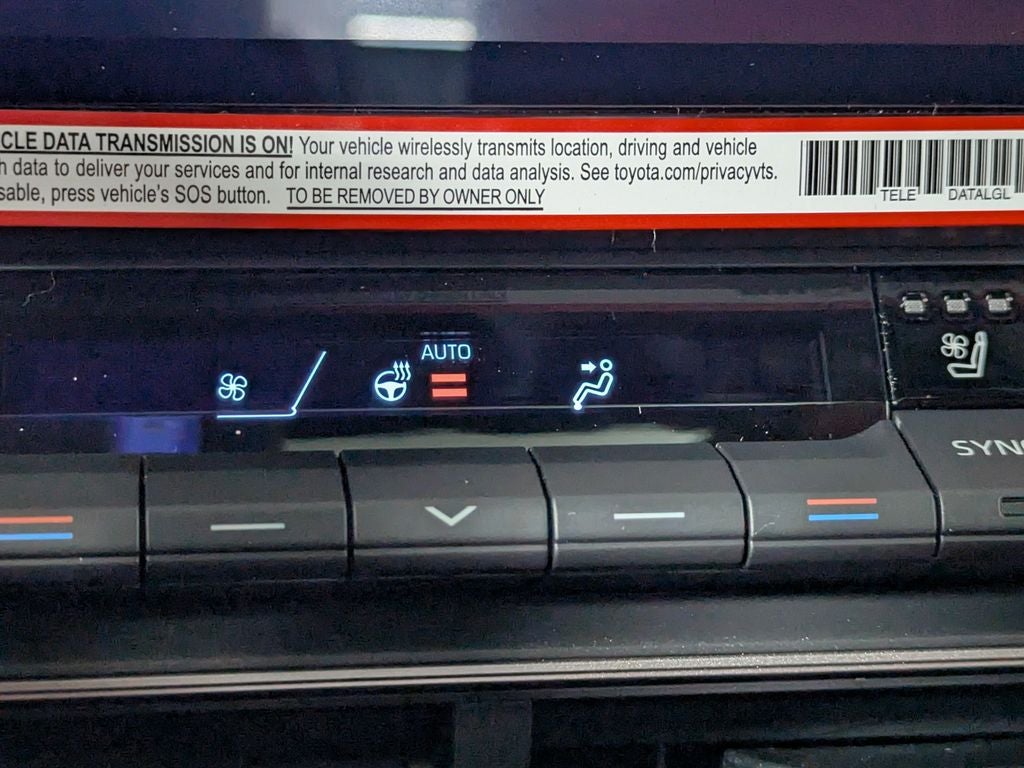 CLE DATA TRANSMISSION IS ON! Your vehicle wirelessly transmits location, driving and vehicle
h data to deliver your services and for internal research and data analysis. See toyota.com/privacyvts.
sable, press vehicle's SOS button. TO BE REMOVED BY OWNER ONLY
TELE DATALGL
AUTO
SYNC